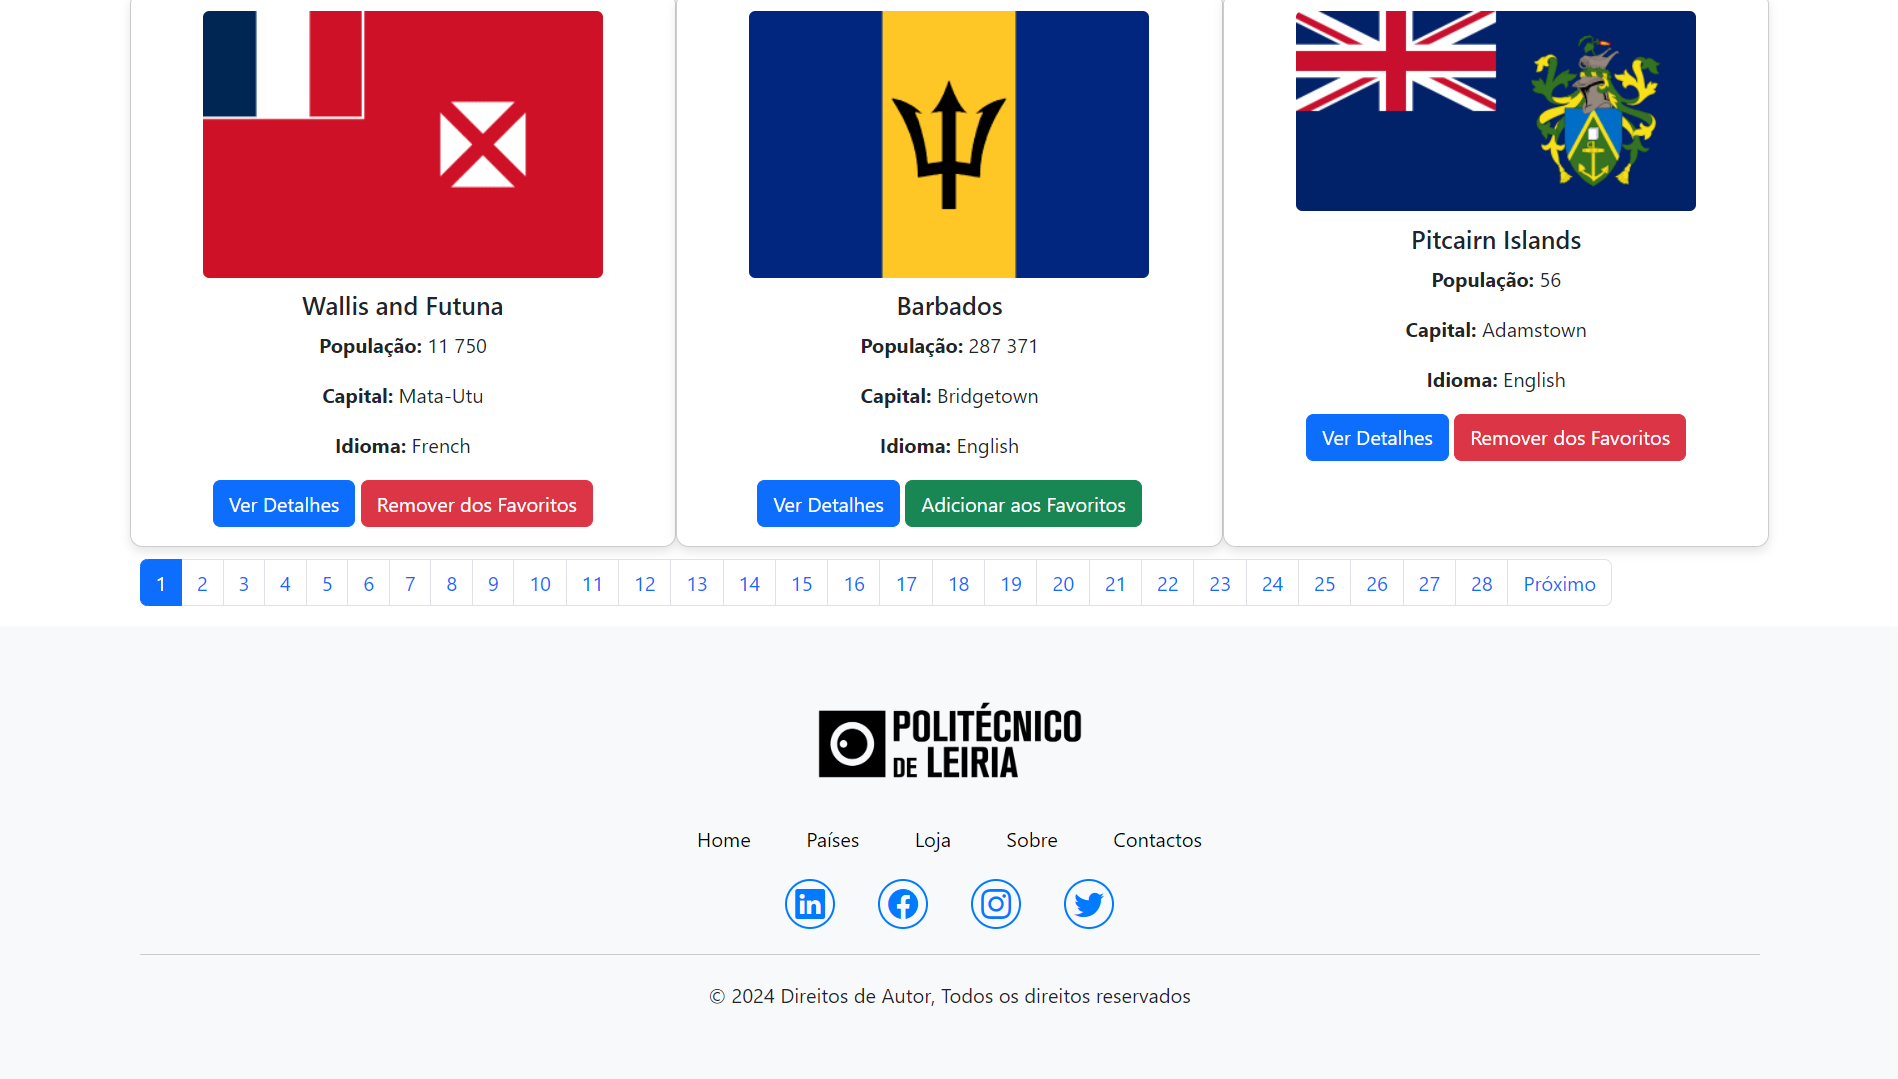 Wallis and Futuna
População: 11 750
Capital: Mata-Utu
Idioma: French
Ver Detalhes Remover dos Favoritos
Barbados
População: 287 371
Capital: Bridgetown
Idioma: English
Ver Detalhes Adicionar aos Favoritos
Pitcairn Islands
População: 56
Capital: Adamstown
Idioma: English
Ver Detalhes Remover dos Favoritos
1 2 3 4 5 6 7 8 9 10 11 12 13 14 15 16 17 18 19 20 21 22 23 24 25 26 27 28 Próximo
POLITÉCNICO
DE LEIRIA
Home Países Loja Sobre Contactos
© 2024 Direitos de Autor, Todos os direitos reservados